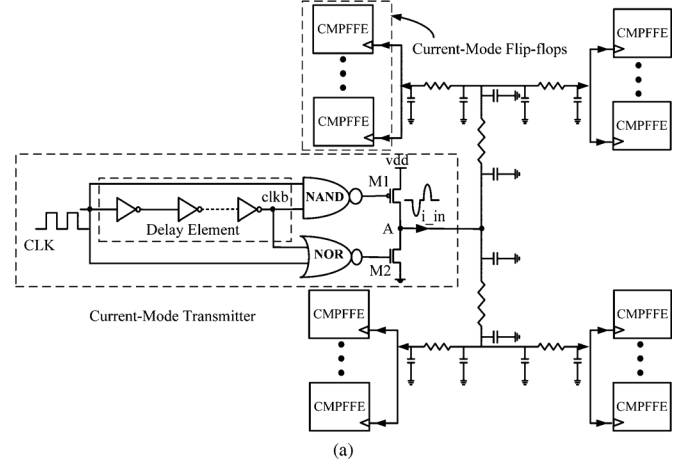 CMPFFE
CMPFFE
Current-Mode Flip-flops
CMPFFE
CMPFFE
vdd
NAND
M1
clkb
i_in
Delay Element
CLK
A
NOR
M2
Current-Mode Transmitter
CMPFFE
CMPFFE
CMPFFE
CMPFFE
(a)